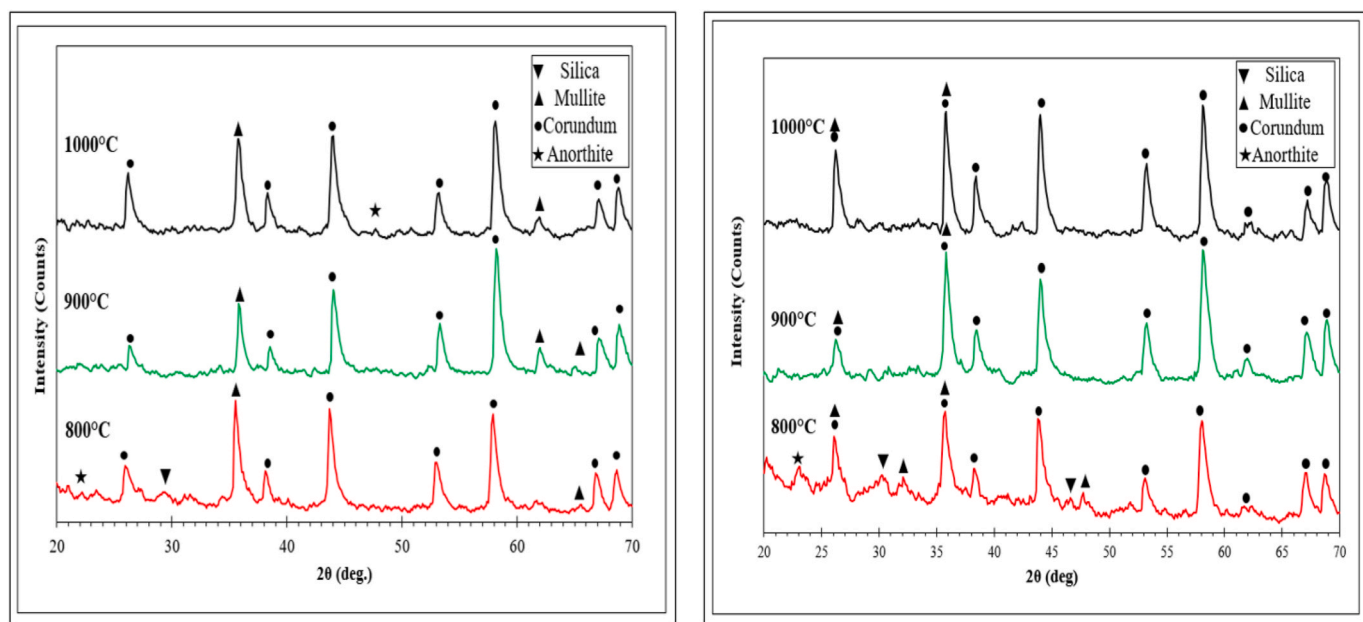 ▼ Silica
▲ Mullite
● Corundum
★ Anorthite
1000°C
900°C
800°C
Intensity (Counts)
20 30 40 50 60 70
2θ (deg.)
▼ Silica
▲ Mullite
● Corundum
★ Anorthite
1000°C
900°C
800°C
Intensity (Counts)
20 25 30 35 40 45 50 55 60 65 70
2θ (deg.)